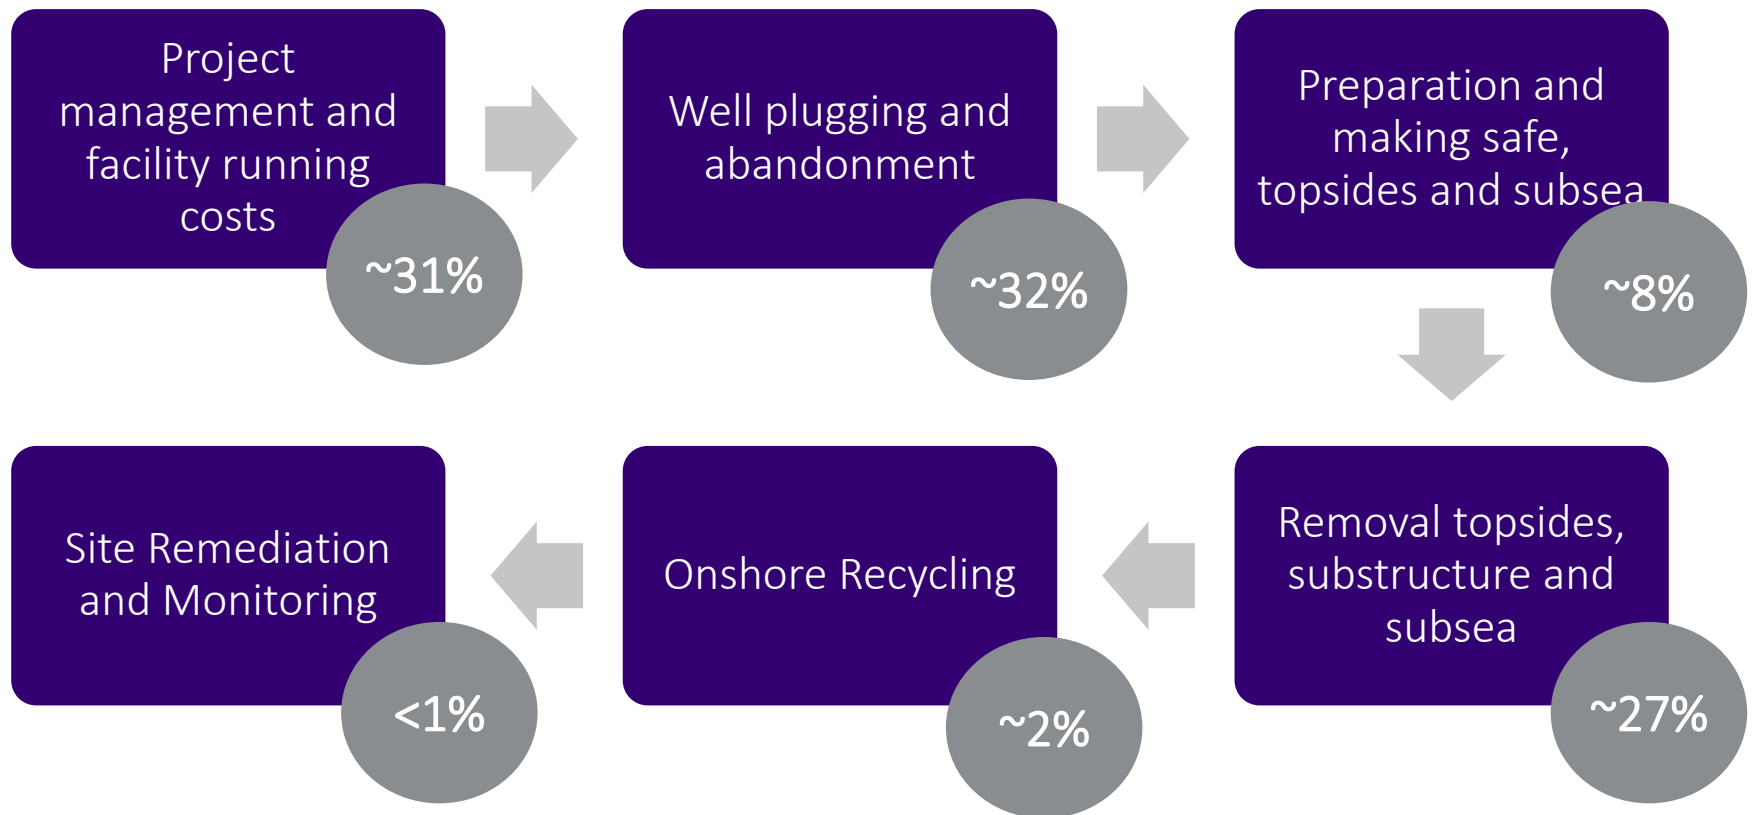 Project
management and
facility running
costs
~31%
Well plugging and
abandonment
~32%
Preparation and
making safe,
topsides and subsea
~8%
Removal topsides,
substructure and
subsea
~27%
Onshore Recycling
~2%
Site Remediation
and Monitoring
<1%